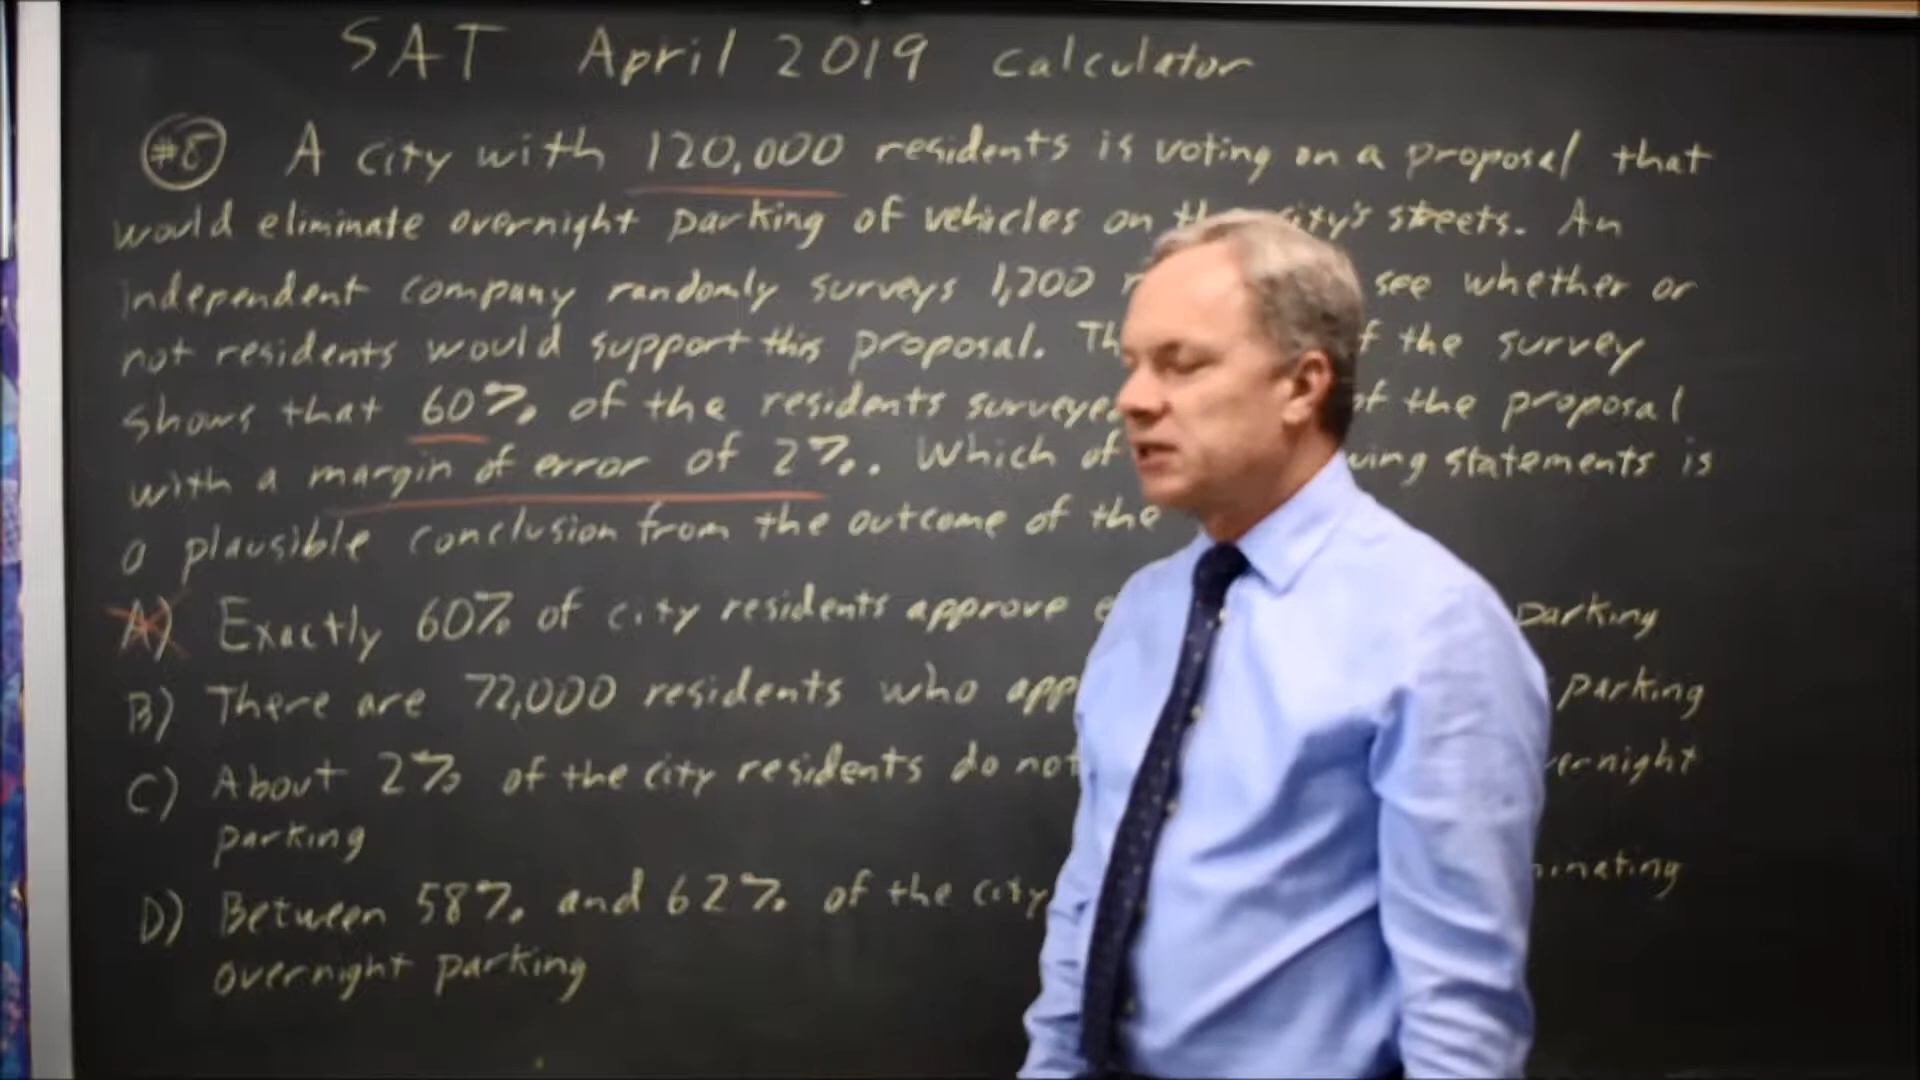 SAT April 2019 Calculator
#8 A city with 120,000 residents is voting on a proposal that
would eliminate overnight parking of vehicles on city's streets. An
independent company randomly surveys 1,200 see whether or
not residents would support this proposal. the survey
shows that 60% of the residents of the proposal
with a margin of error of 2%. Which of statements is
a plausible conclusion from the outcome of the
A) Exactly 60% of city residents approve parking
B) There are 72,000 residents who parking
C) About 2% of the city residents do not
parking
D) Between 58% and 62% of the city
overnight parking